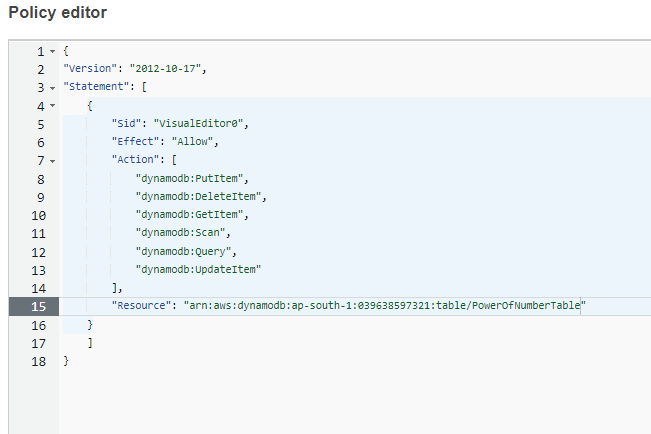 Policy editor
1 {
2 "Version": "2012-10-17",
3 "Statement": [
4 {
5 "Sid": "VisualEditor0",
6 "Effect": "Allow",
7 "Action": [
8 "dynamodb:PutItem",
9 "dynamodb:DeleteItem",
10 "dynamodb:GetItem",
11 "dynamodb:Scan",
12 "dynamodb:Query",
13 "dynamodb:UpdateItem"
14 ],
15 "Resource": "arn:aws:dynamodb:ap-south-1:039638597321:table/PowerOfNumberTable"
16 }
17 ]
18 }